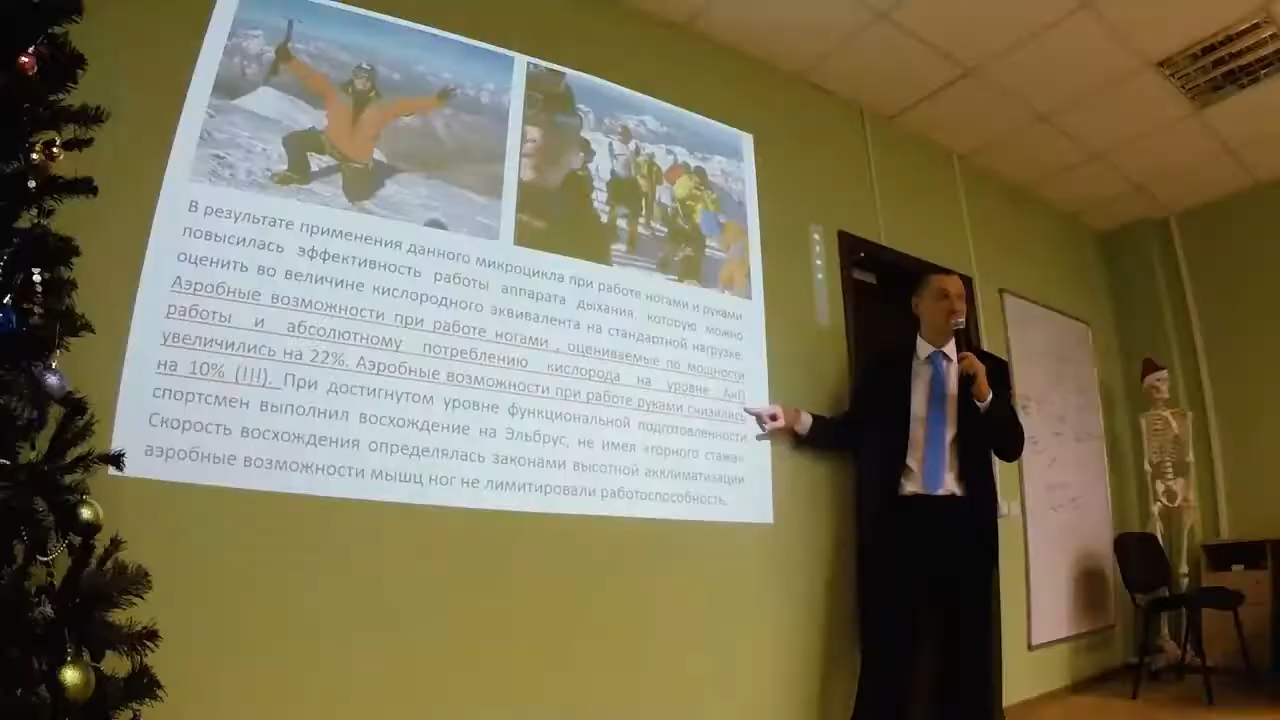 В результате применения данного микроцикла при работе ногами и руками
повысилась эффективность работы аппарата дыхания, которую можно
оценить во величине кислородного эквивалента на стандартной нагрузке.
Аэробные возможности при работе ногами , оцениваемые по мощности
работы и абсолютному потреблению кислорода на уровне АнП
увеличились на 22%. Аэробные возможности при работе руками снизились
на 10% (!!!). При достигнутом уровне функциональной подготовленности
спортсмен выполнил восхождение на Эльбрус, не имея «горного стажа»
Скорость восхождения определялась законами высотной акклиматизации
аэробные возможности мышц ног не лимитировали работоспособность.